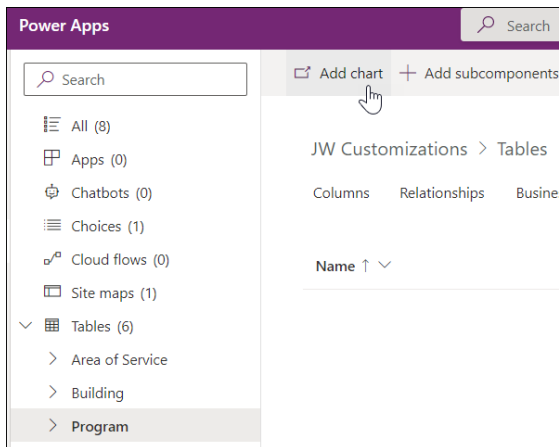 Power Apps
Search
Search
Add chart
Add subcomponents
All (8)
JW Customizations > Tables
Apps (0)
Chatbots (0)
Columns Relationships Busine
Choices (1)
Cloud flows (0)
Name ↑
Site maps (1)
Tables (6)
Area of Service
Building
Program